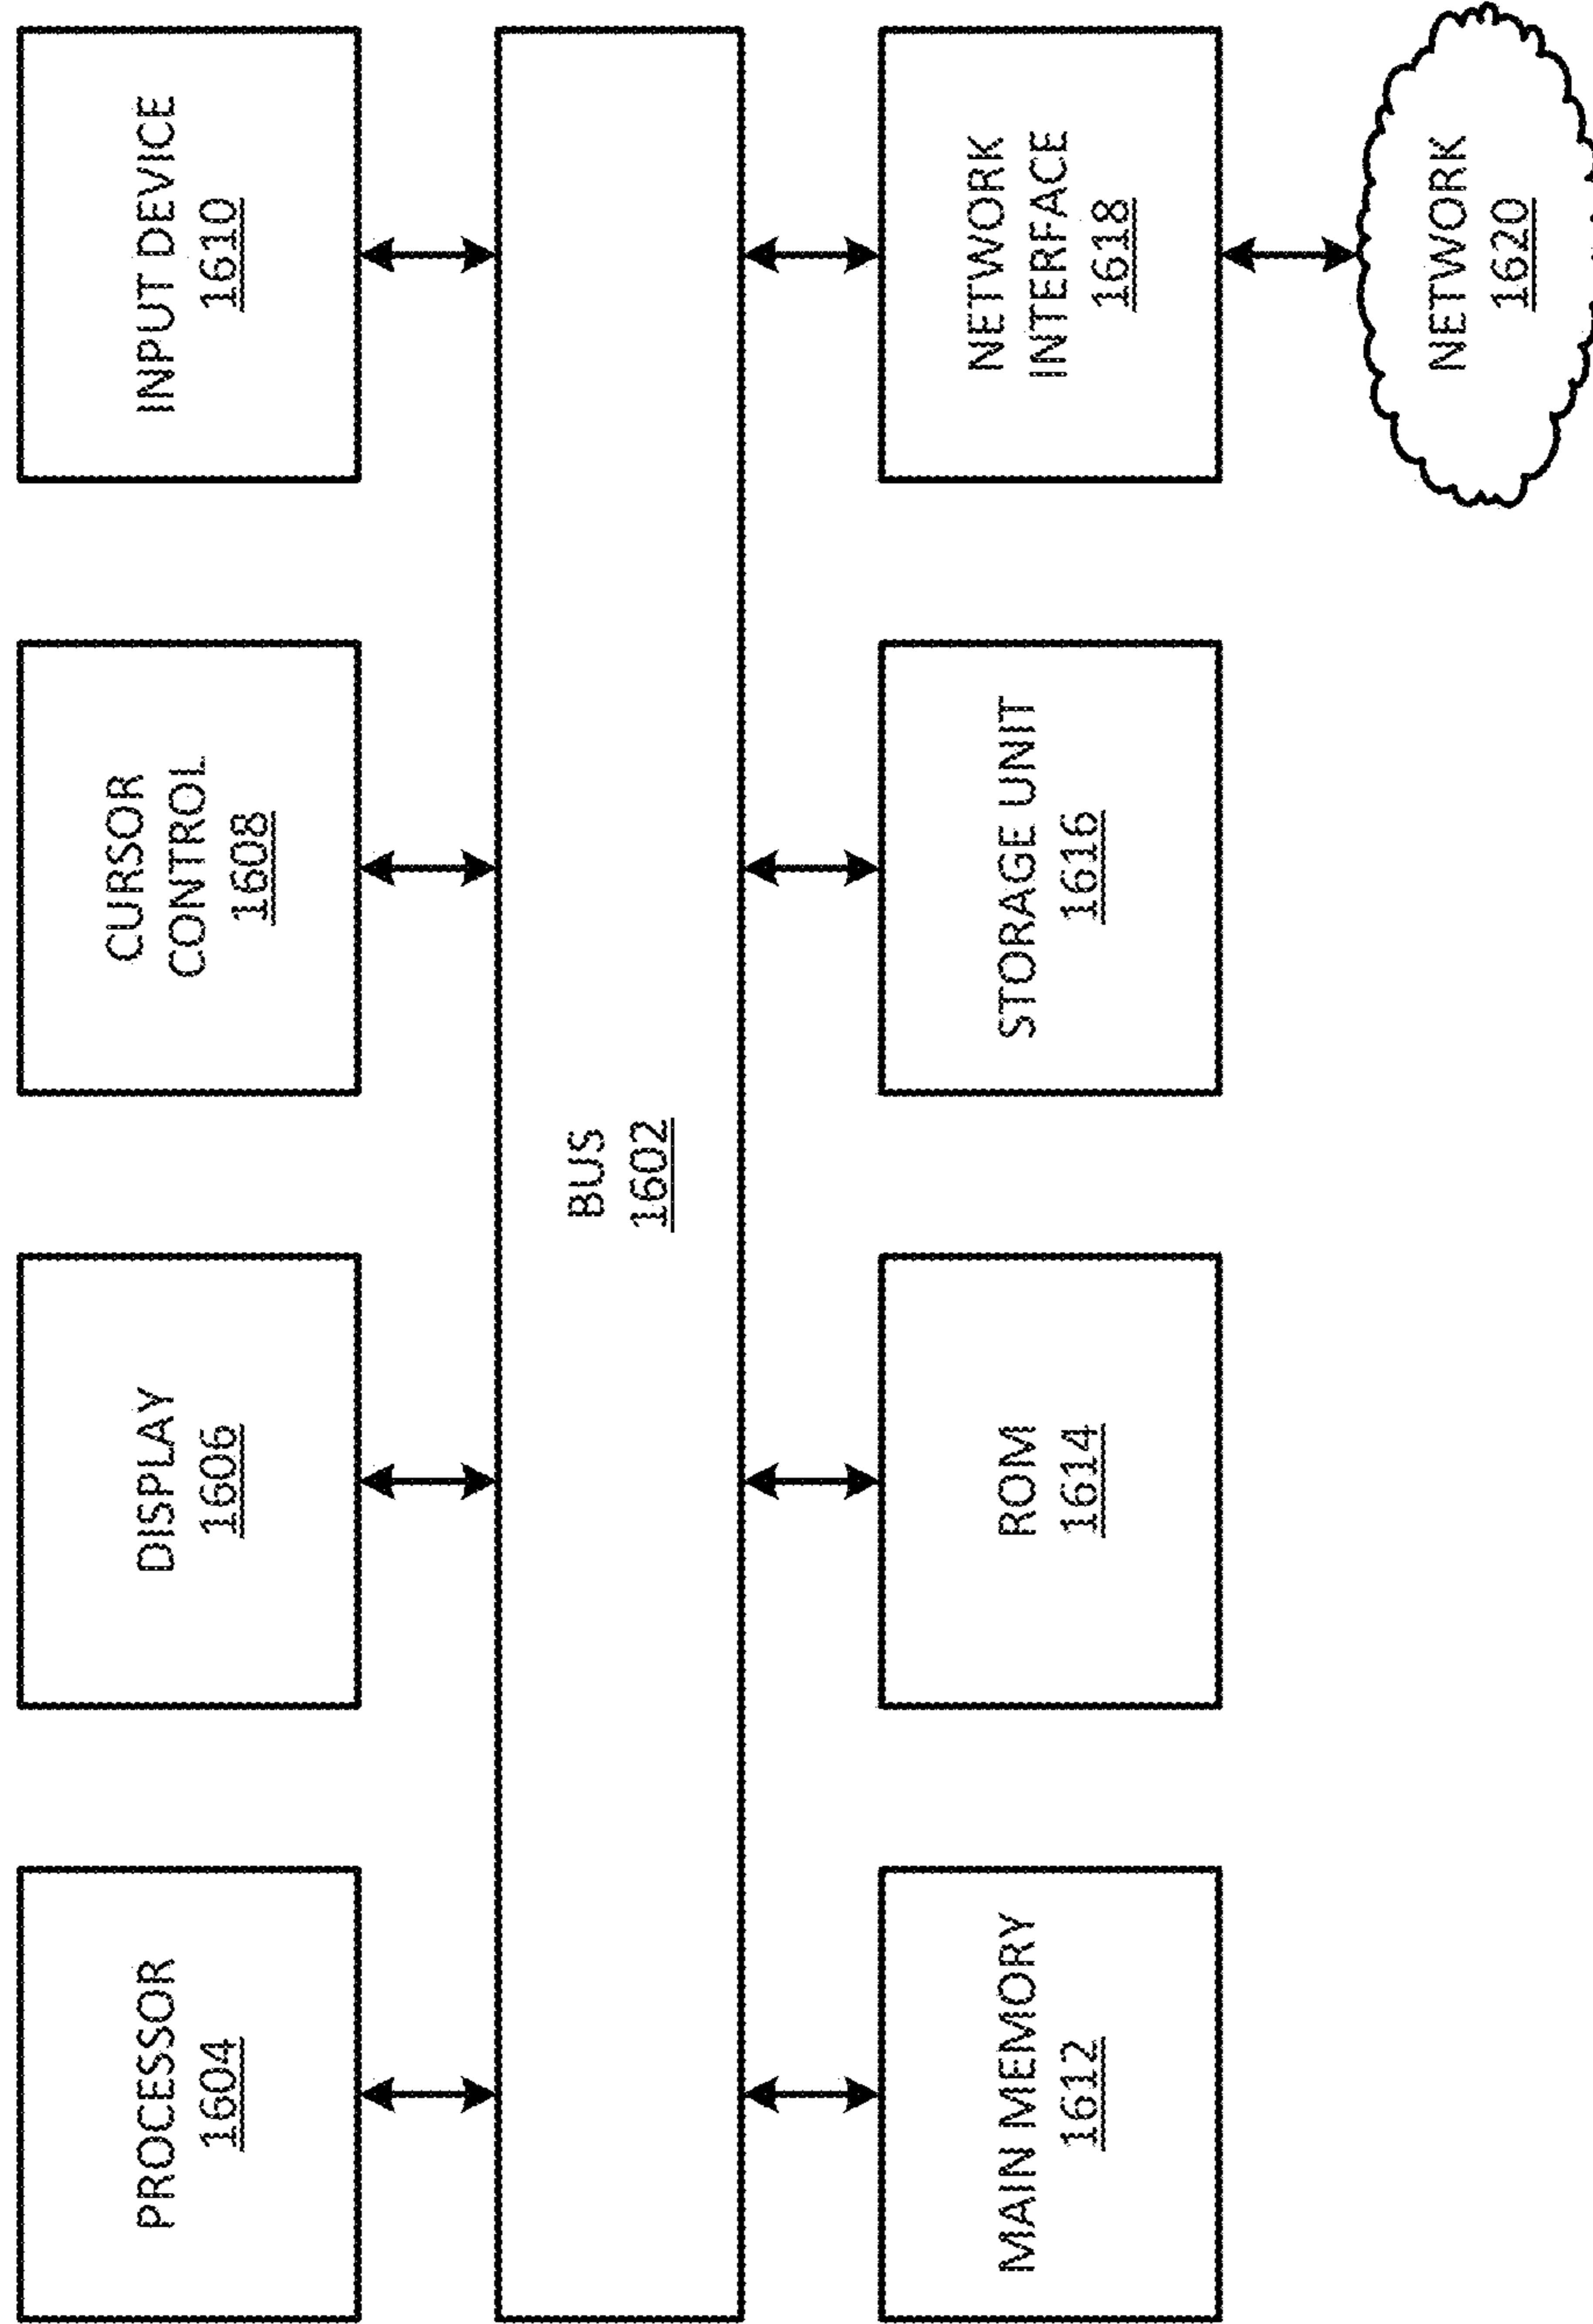 PROCESSOR
1604
DISPLAY
1606
CURSOR
CONTROL
1608
INPUT DEVICE
1610
BUS
1602
MAIN MEMORY
1612
ROM
1614
STORAGE UNIT
1616
NETWORK
INTERFACE
1618
NETWORK
1620